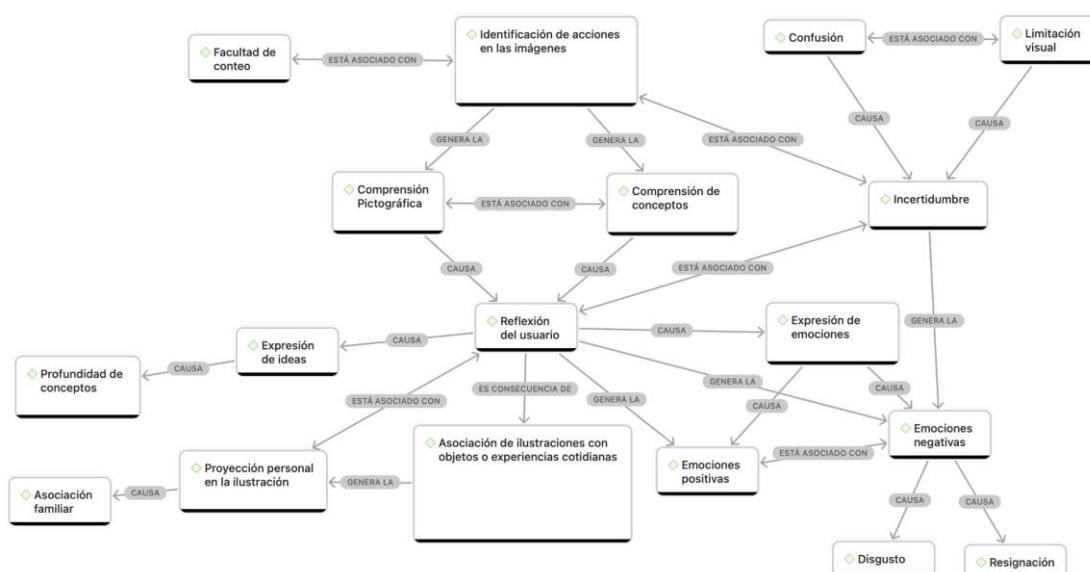 Identificación de acciones
en las imágenes
Facultad de
conteo
ESTÁ ASOCIADO CON
Confusión
ESTÁ ASOCIADO CON
Limitación
visual
GENERA LA
GENERA LA
ESTÁ ASOCIADO CON
CAUSA
CAUSA
Comprensión
Pictográfica
ESTÁ ASOCIADO CON
Comprensión de
conceptos
Incertidumbre
CAUSA
CAUSA
ESTÁ ASOCIADO CON
Reflexión
del usuario
CAUSA
Expresión de
emociones
GENERA LA
Expresión
de ideas
CAUSA
Profundidad de
conceptos
CAUSA
ESTÁ ASOCIADO CON
ES CONSECUENCIA DE
GENERA LA
GENERA LA
CAUSA
CAUSA
Asociación de ilustraciones con
objetos o experiencias cotidianas
Emociones
negativas
ESTÁ ASOCIADO CON
Emociones
positivas
Proyección personal
en la ilustración
GENERA LA
Asociación
familiar
CAUSA
CAUSA
CAUSA
Disgusto
Resignación